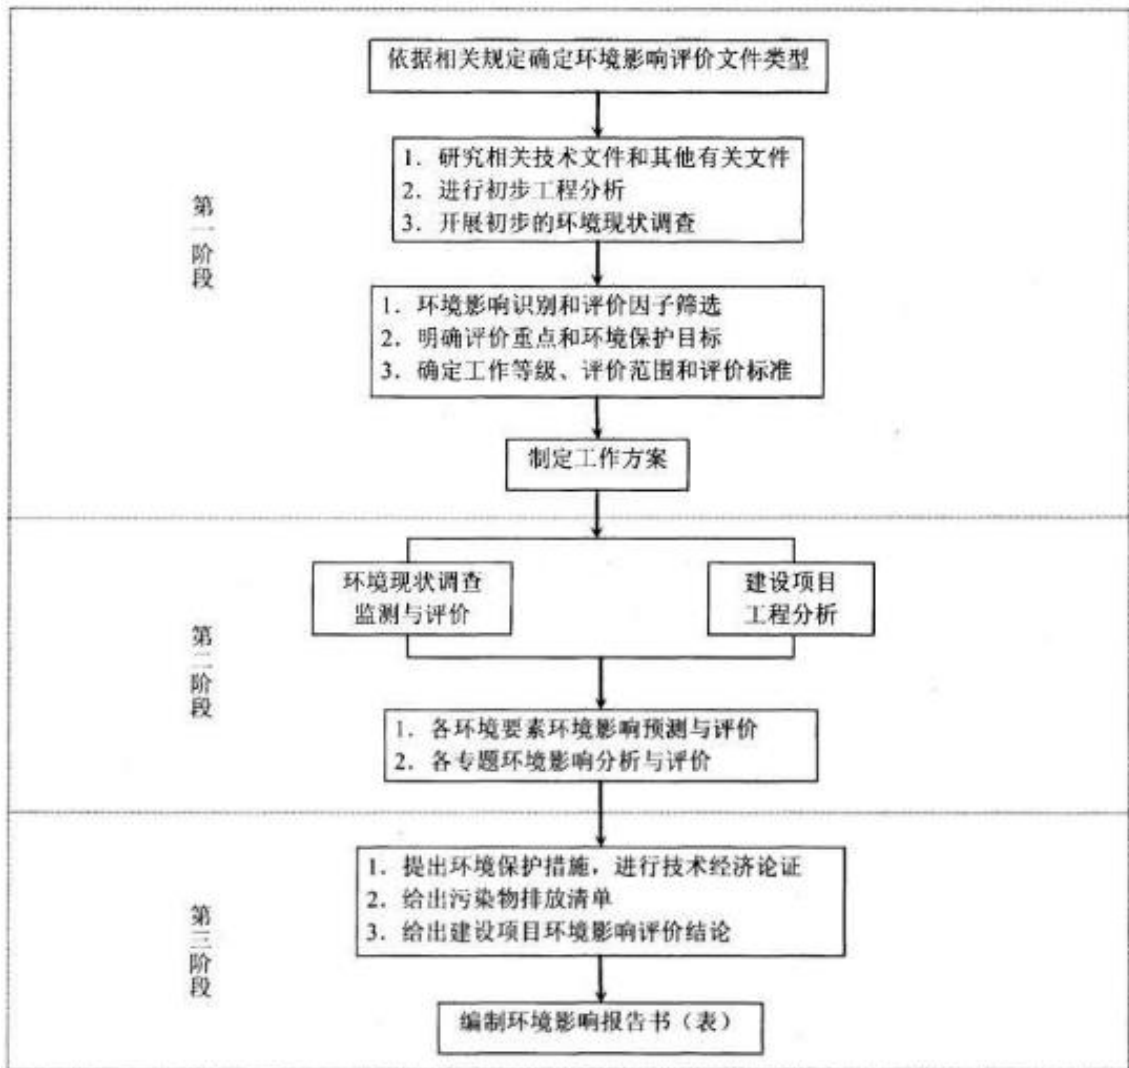 依据相关规定确定环境影响评价文件类型
1. 研究相关技术文件和其他有关文件
2. 进行初步工程分析
3. 开展初步的环境现状调查
第一阶段
1. 环境影响识别和评价因子筛选
2. 明确评价重点和环境保护目标
3. 确定工作等级、评价范围和评价标准
制定工作方案
环境现状调查
监测与评价
建设项目
工程分析
第二阶段
1. 各环境要素环境影响预测与评价
2. 各专题环境影响分析与评价
1. 提出环境保护措施，进行技术经济论证
2. 给出污染物排放清单
3. 给出建设项目环境影响评价结论
第三阶段
编制环境影响报告书（表）